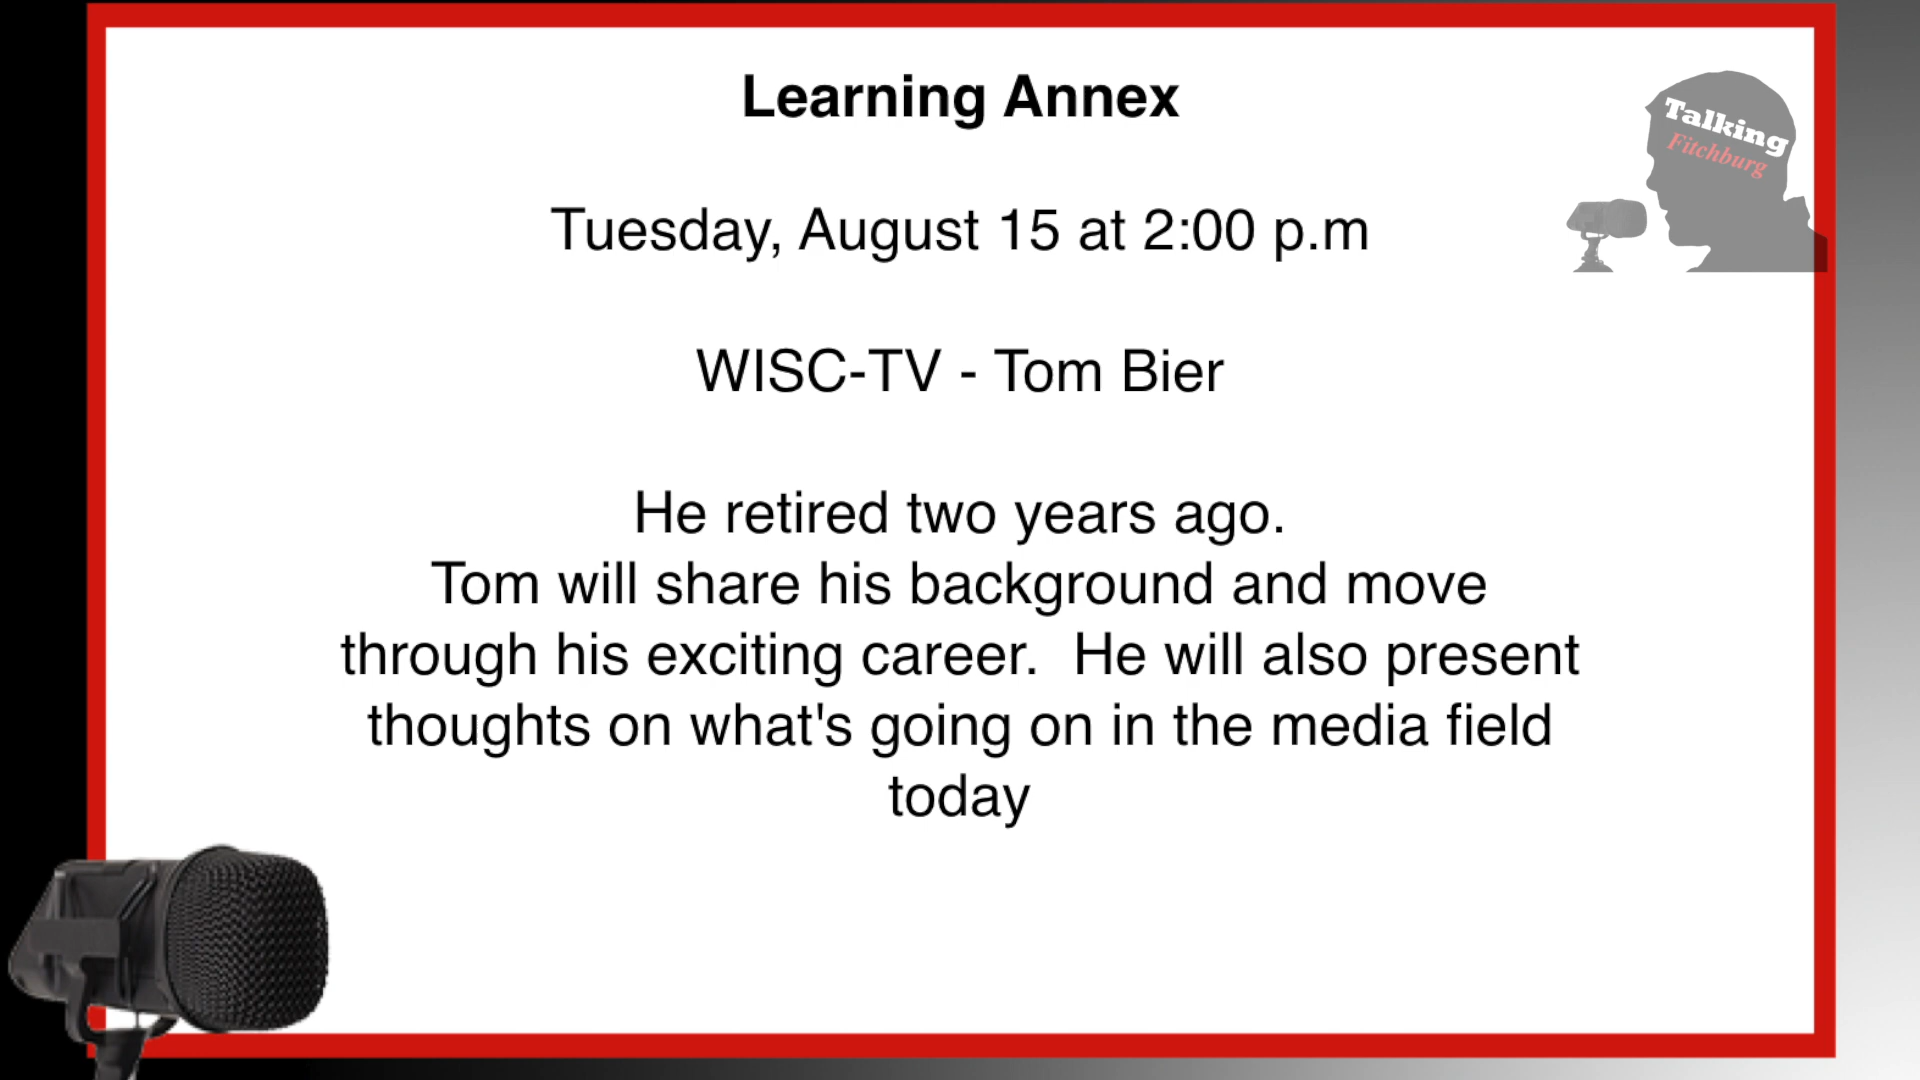 Learning Annex
Talking
Fitchburg
Tuesday, August 15 at 2:00 p.m
WISC-TV - Tom Bier
He retired two years ago.
Tom will share his background and move
through his exciting career.  He will also present
thoughts on what's going on in the media field
today